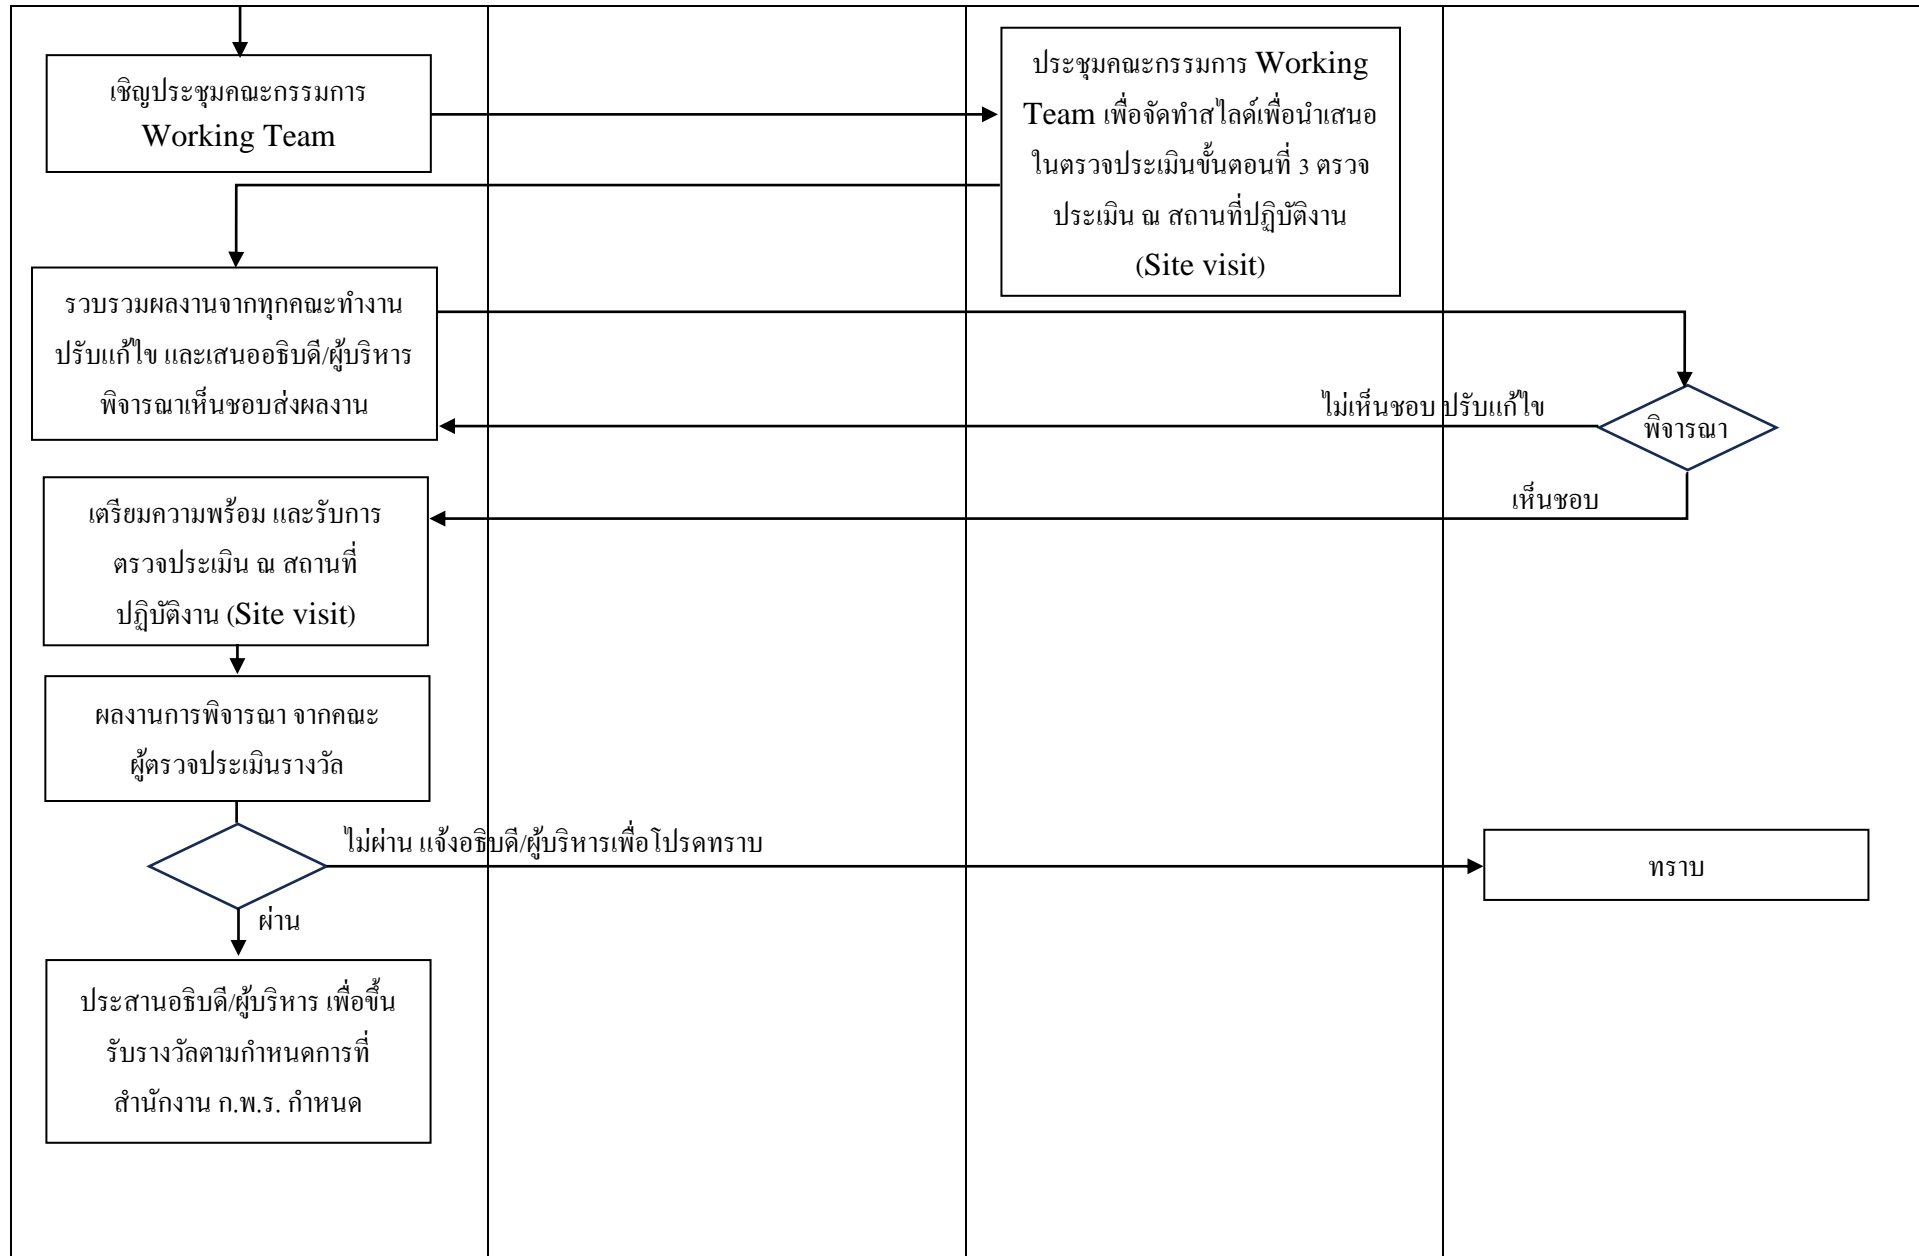 เชิญประชุมคณะกรรมการ
Working Team
ประชุมคณะกรรมการ Working
Team เพื่อจัดทำสไลด์เพื่อนำเสนอ
ในตรวจประเมินขั้นตอนที่ 3 ตรวจ
ประเมิน ณ สถานที่ปฏิบัติงาน
(Site visit)
รวบรวมผลงานจากทุกคณะทำงาน
ปรับแก้ไข และเสนออธิบดี/ผู้บริหาร
พิจารณาเห็นชอบส่งผลงาน
ไม่เห็นชอบ ปรับแก้ไข
พิจารณา
เห็นชอบ
เตรียมความพร้อม และรับการ
ตรวจประเมิน ณ สถานที่
ปฏิบัติงาน (Site visit)
ผลงานการพิจารณา จากคณะ
ผู้ตรวจประเมินรางวัล
ไม่ผ่าน แจ้งอธิบดี/ผู้บริหารเพื่อโปรดทราบ
ทราบ
ผ่าน
ประสานอธิบดี/ผู้บริหาร เพื่อขึ้น
รับรางวัลตามกำหนดการที่
สำนักงาน ก.พ.ร. กำหนด